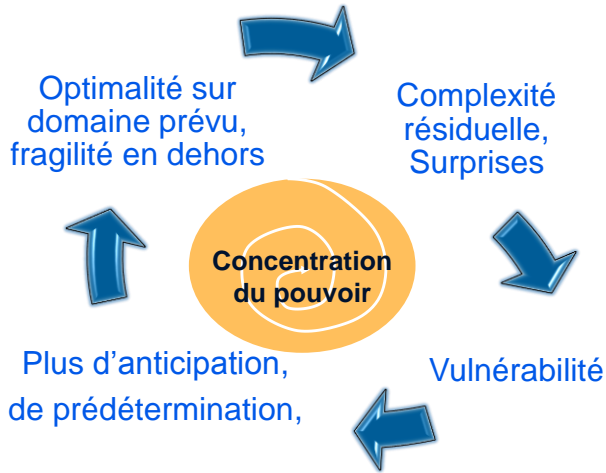 Optimalité sur
domaine prévu,
fragilité en dehors
Complexité
résiduelle,
Surprises
Concentration
du pouvoir
Plus d’anticipation,
de prédétermination,
Vulnérabilité